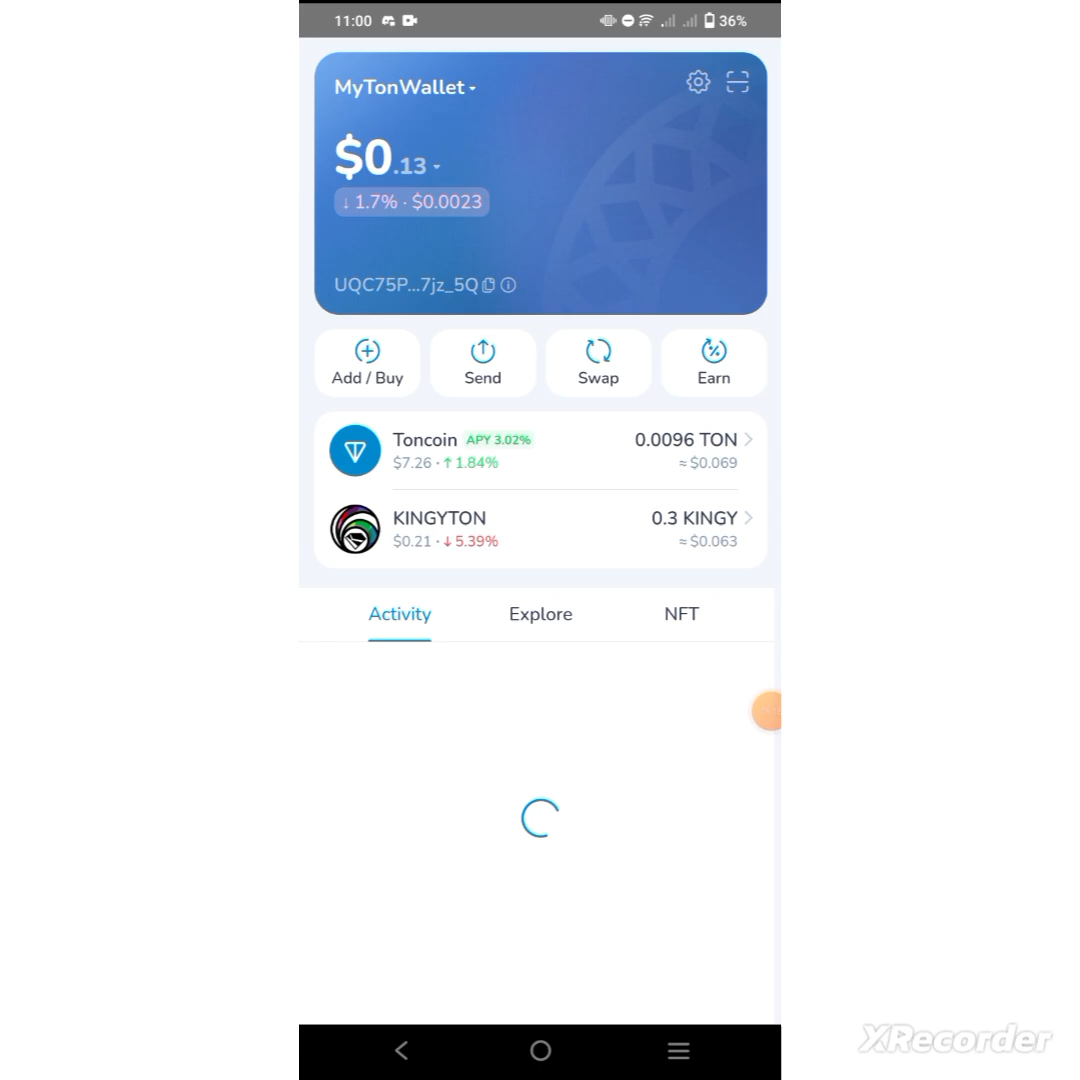 11:00 36%
MyTonWallet
$0.13
↓ 1.7% · $0.0023
UQC75P...7jz_5Q
Add / Buy Send Swap Earn
Toncoin APY 3.02% 0.0096 TON
$7.26 · ↑ 1.84% ≈ $0.069
KINGYTON 0.3 KINGY
$0.21 · ↓ 5.39% ≈ $0.063
Activity Explore NFT
XRecorder